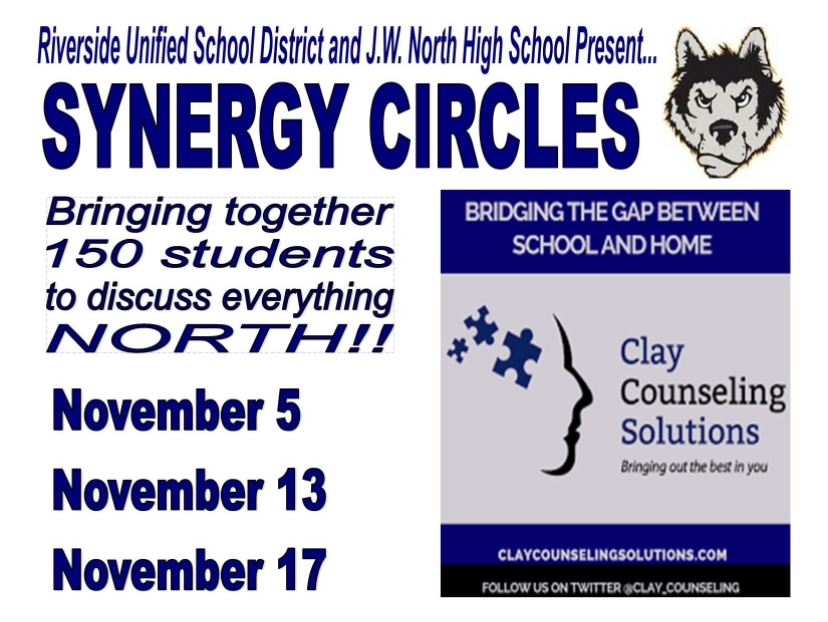 Riverside Unified School District and J.W. North High School Present...
SYNERGY CIRCLES
Bringing together
150 students
to discuss everything
NORTH!!
November 5
November 13
November 17
BRIDGING THE GAP BETWEEN
SCHOOL AND HOME
Clay
Counseling
Solutions
Bringing out the best in you
CLAYCOUNSELINGSOLUTIONS.COM
FOLLOW US ON TWITTER @CLAY_COUNSELING